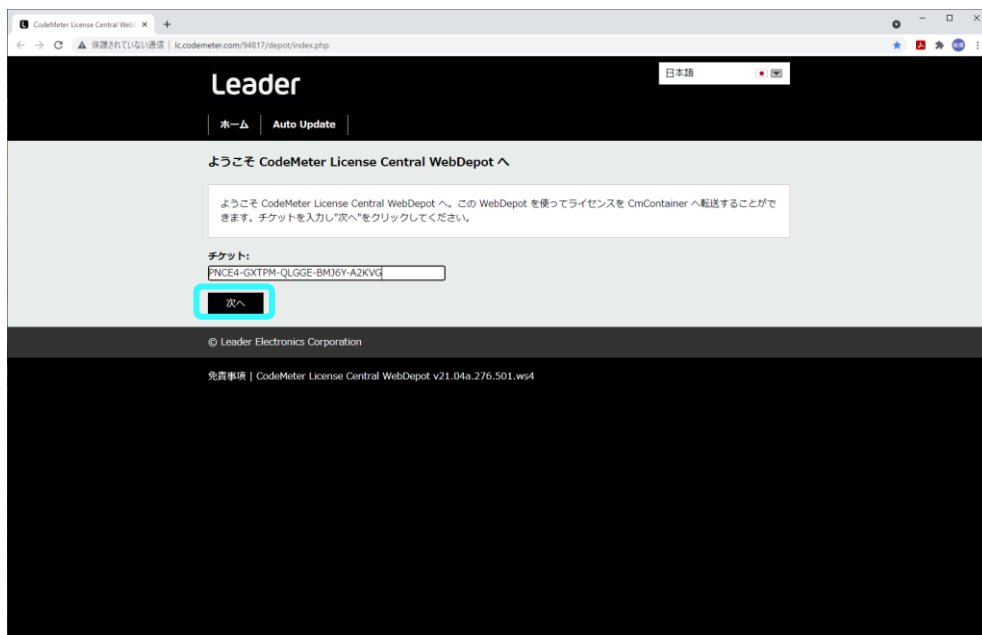 CodeMeter License Central Web
保護されていない通信 | lc.codemeter.com/94817/depot/index.php
Leader
日本語
ホーム
Auto Update
ようこそ CodeMeter License Central WebDepot へ
ようこそ CodeMeter License Central WebDepot へ。この WebDepot を使ってライセンスを CmContainer へ転送することがで
きます。チケットを入力し"次へ"をクリックしてください。
チケット:
PNCE4-GXTPM-QLGGE-BMJ6Y-A2KVG
次へ
© Leader Electronics Corporation
免責事項 | CodeMeter License Central WebDepot v21.04a.276.501.ws4